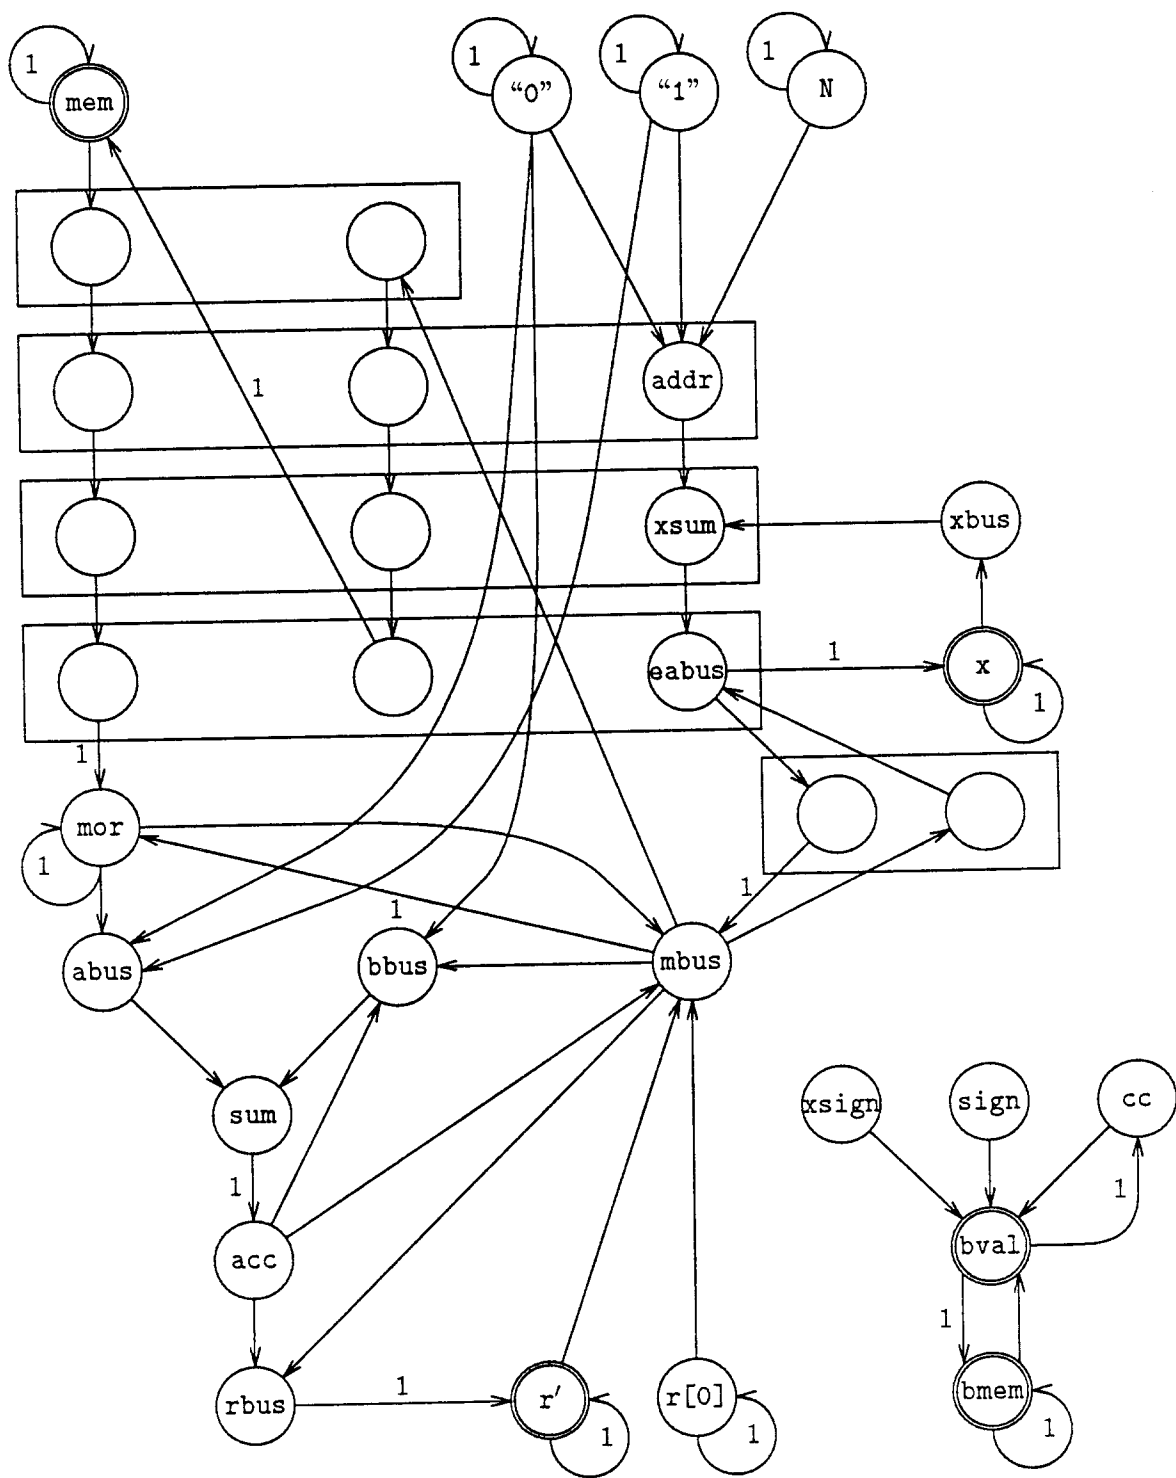 1
1
1
1
mem
“0”
“1”
N
1
addr
xsum
xbus
eabus
1
x
1
1
mor
1
1
1
abus
bbus
mbus
sum
xsign
sign
cc
1
1
acc
bval
1
rbus
1
r′
r[0]
bmem
1
1
1